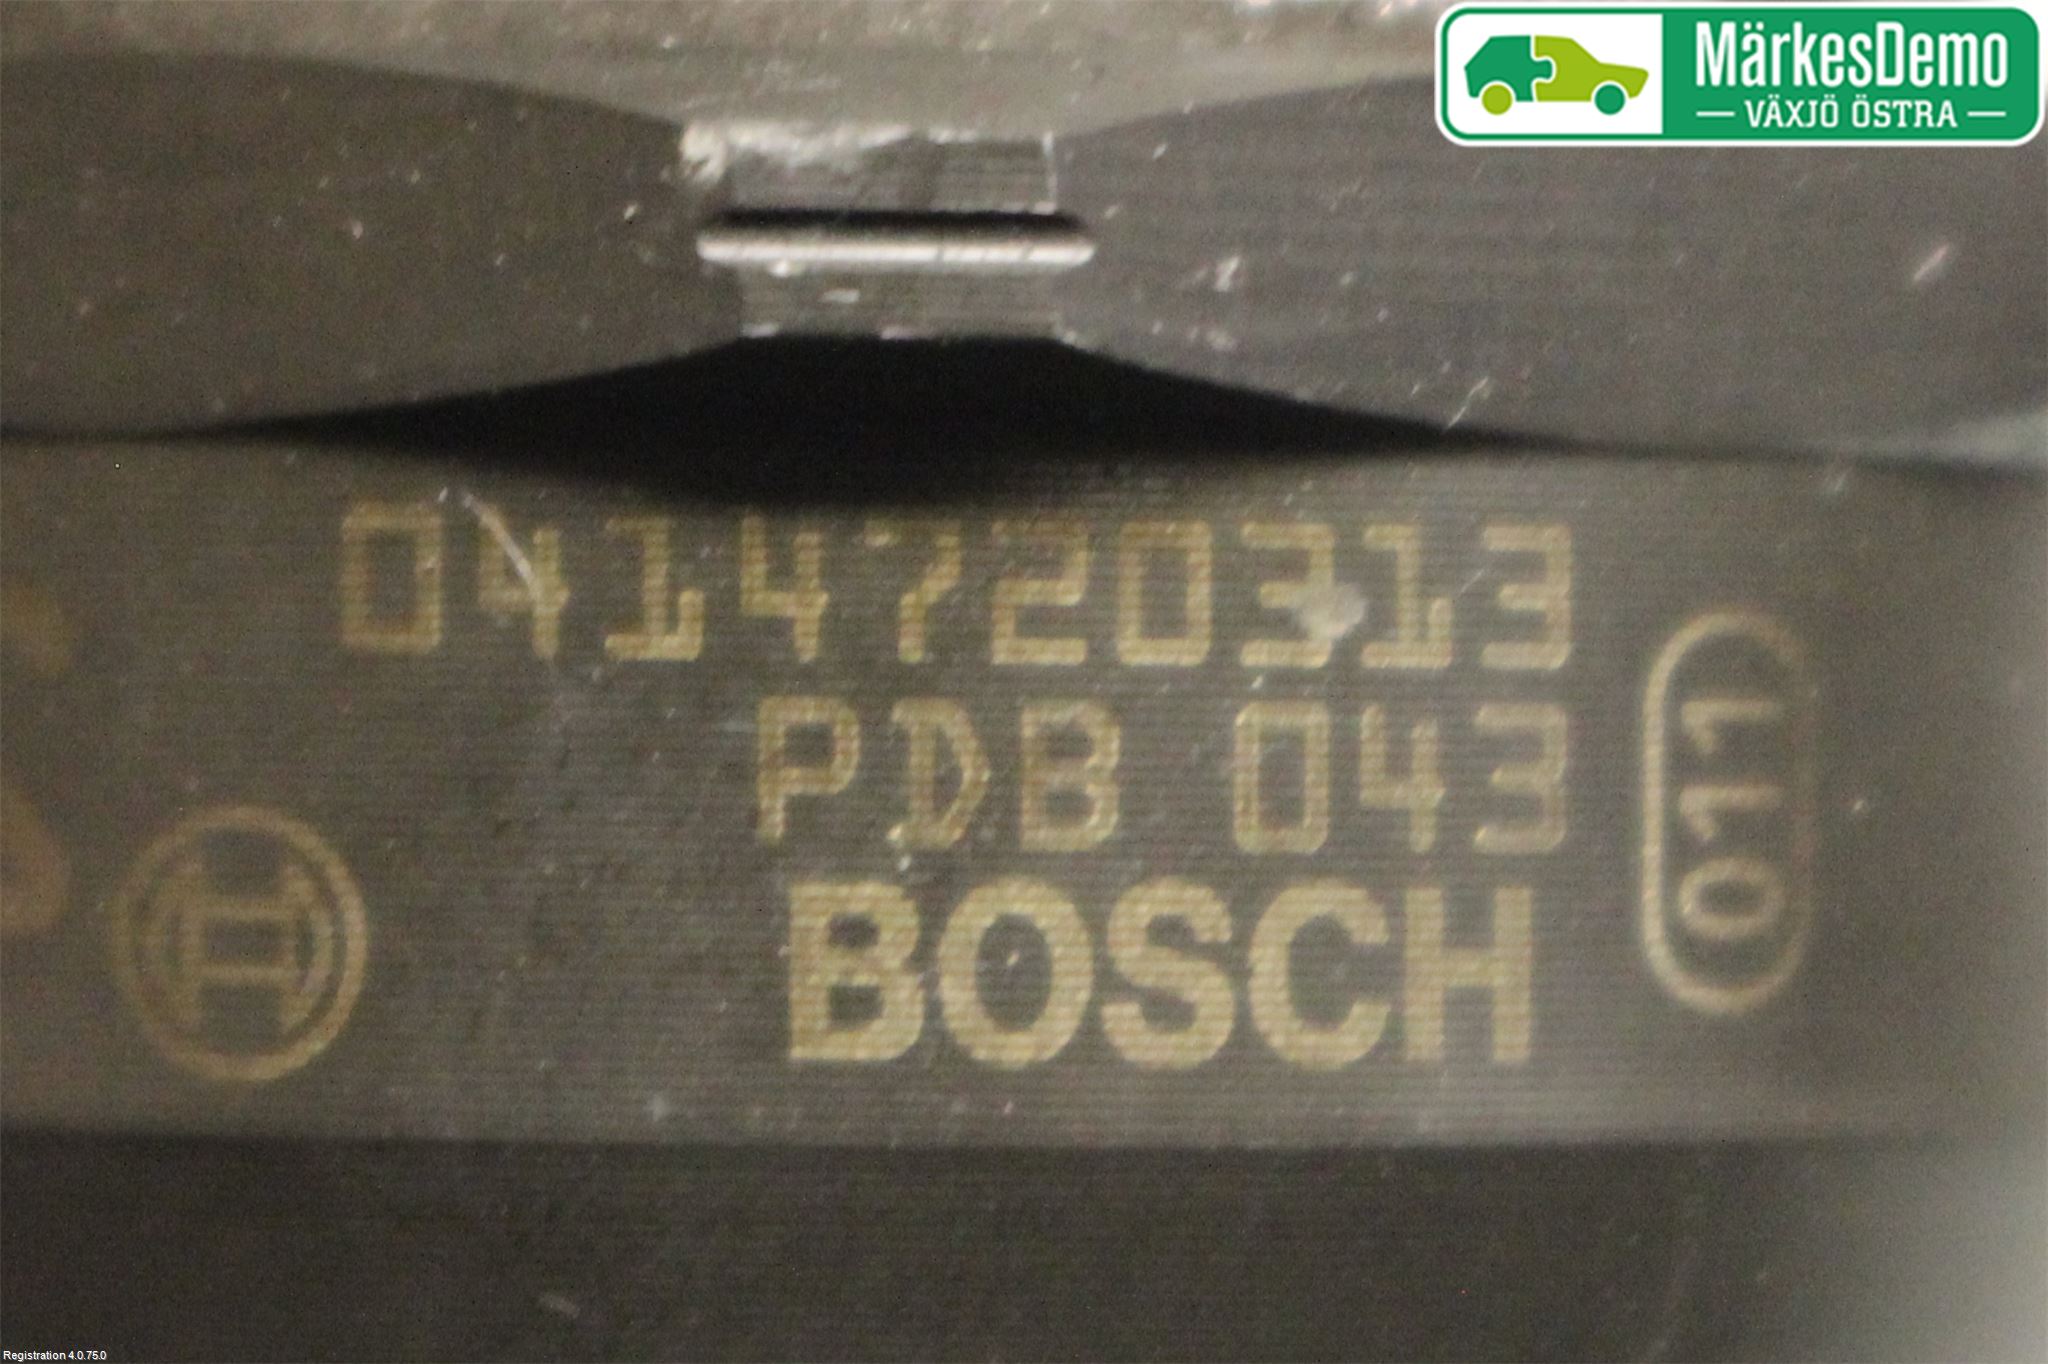 MärkesDemo
VÄXJÖ ÖSTRA
0414720313
PDB 043
BOSCH
011
Registration 4.0.75.0